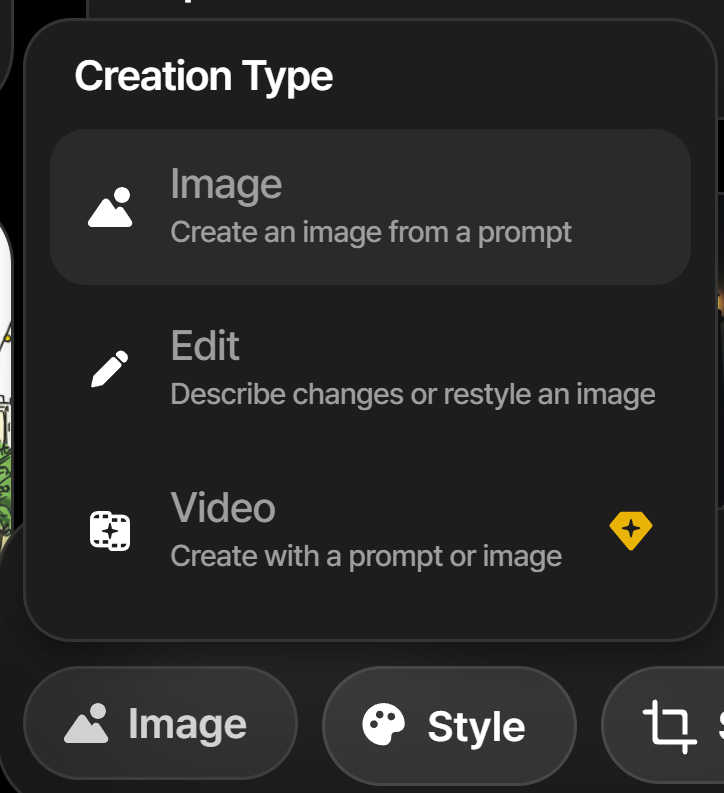 Creation Type
Image
Create an image from a prompt
Edit
Describe changes or restyle an image
Video
Create with a prompt or image
Image
Style